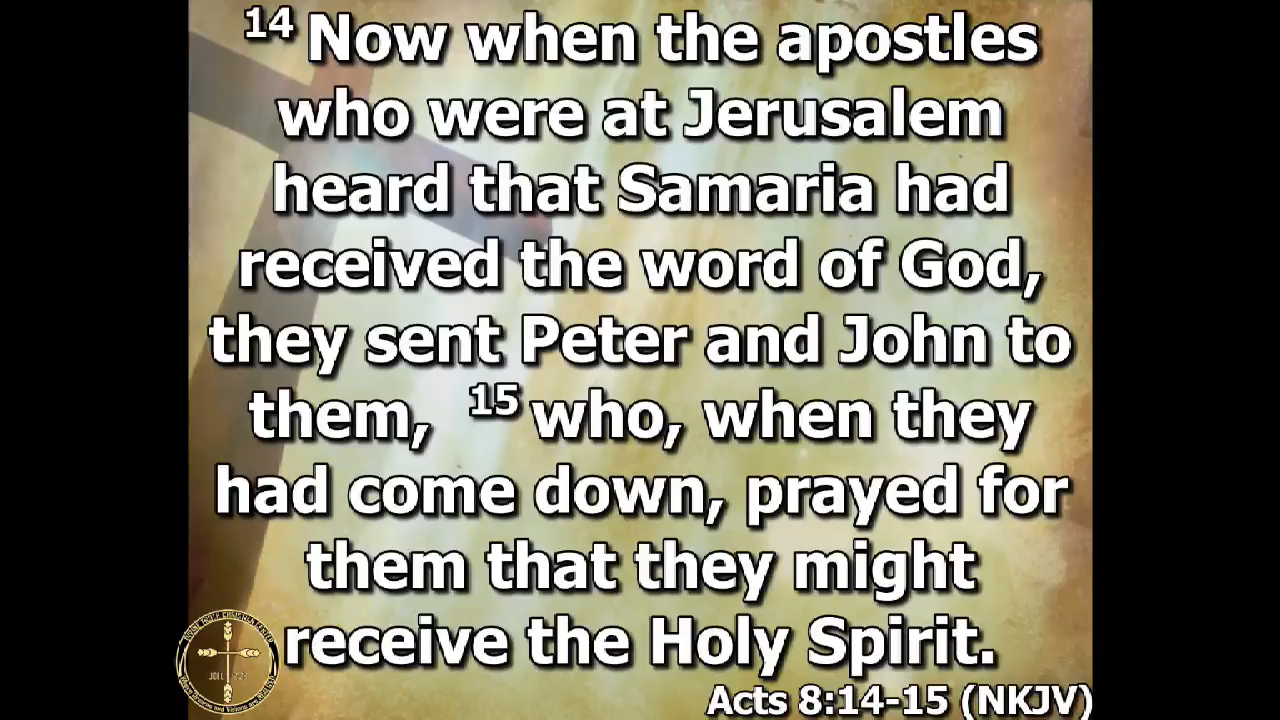 14 Now when the apostles
who were at Jerusalem
heard that Samaria had
received the word of God,
they sent Peter and John to
them, 15 who, when they
had come down, prayed for
them that they might
receive the Holy Spirit.
Acts 8:14-15 (NKJV)
JOEL